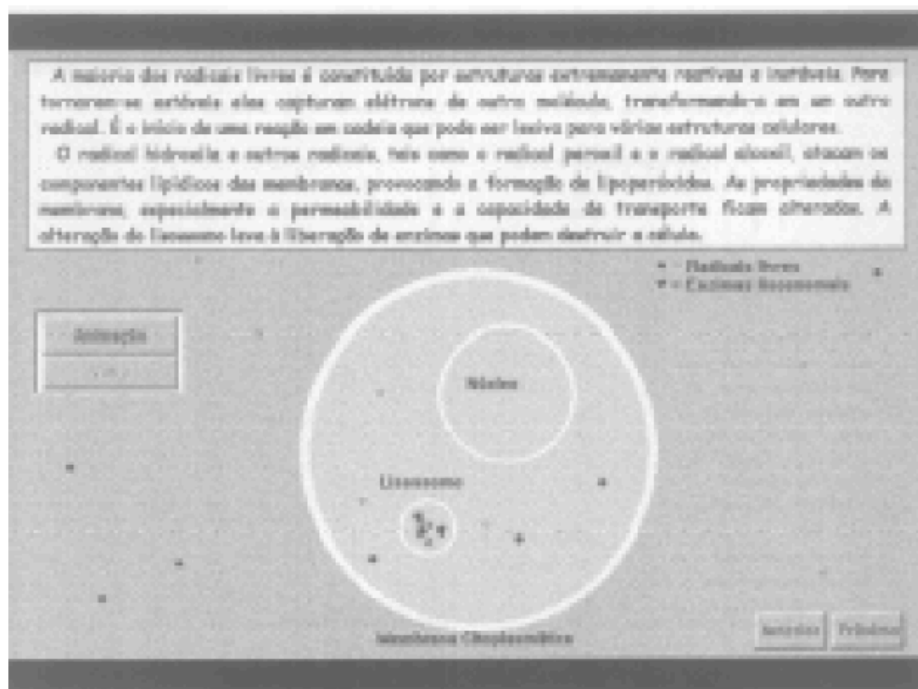 A maioria dos radicais livres é constituída por estruturas extremamente reativas e instáveis. Para
tornarem-se estáveis eles capturam elétrons de outra molécula, transformando-a em um outro
radical. É o início de uma reação em cadeia que pode ser lesiva para várias estruturas celulares.
O radical hidroxila e outros radicais, tais como o radical peroxil e o radical alcoxil, atacam os
componentes lipídicos das membranas, provocando a formação de lipoperóxidos. As propriedades da
membrana, especialmente a permeabilidade e a capacidade de transporte ficam alteradas. A
alteração do lisossomo leva à liberação de enzimas que podem destruir a célula.
- Radicais livres
= Enzimas lisossomais
Animação
Núcleo
Lisossomo
Anterior Próximo
Membrana Citoplasmática